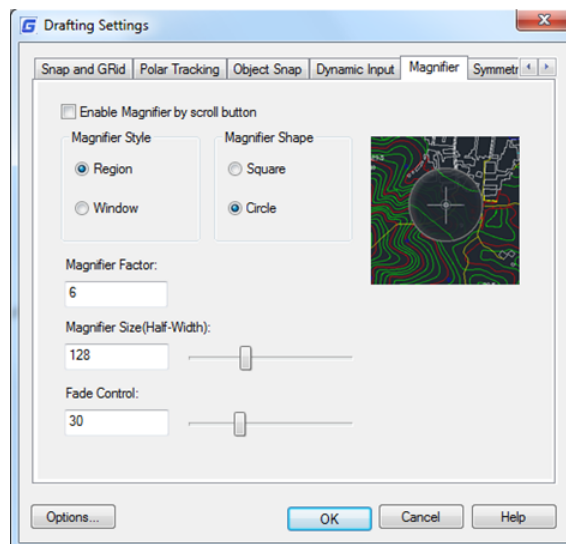 Drafting Settings
Snap and GRid Polar Tracking Object Snap Dynamic Input Magnifier Symmetr
Enable Magnifier by scroll button
Magnifier Style Magnifier Shape
Region Square
Window Circle
Magnifier Factor:
6
Magnifier Size(Half-Width):
128
Fade Control:
30
Options... OK Cancel Help